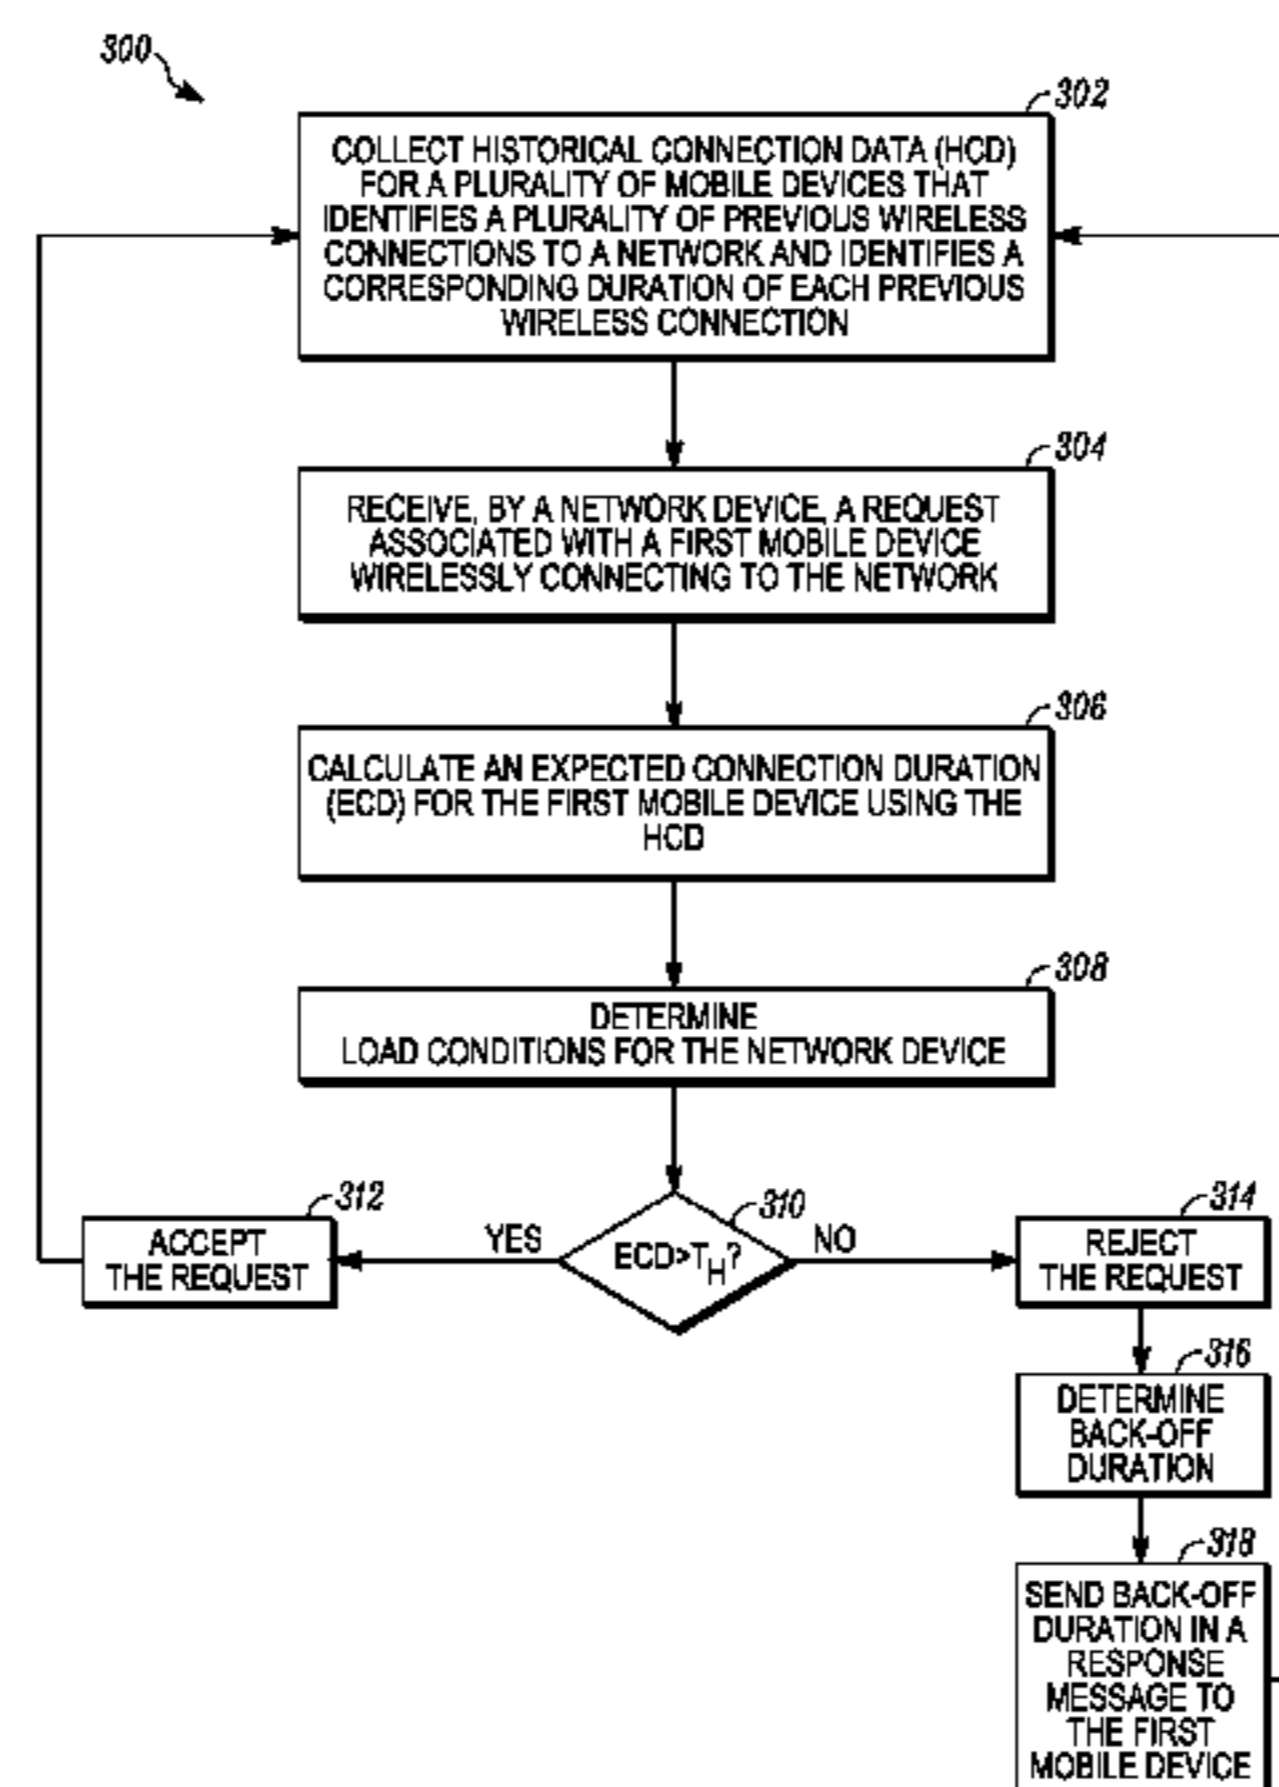 300
302
COLLECT HISTORICAL CONNECTION DATA (HCD)
FOR A PLURALITY OF MOBILE DEVICES THAT
IDENTIFIES A PLURALITY OF PREVIOUS WIRELESS
CONNECTIONS TO A NETWORK AND IDENTIFIES A
CORRESPONDING DURATION OF EACH PREVIOUS
WIRELESS CONNECTION
304
RECEIVE, BY A NETWORK DEVICE, A REQUEST
ASSOCIATED WITH A FIRST MOBILE DEVICE
WIRELESSLY CONNECTING TO THE NETWORK
306
CALCULATE AN EXPECTED CONNECTION DURATION
(ECD) FOR THE FIRST MOBILE DEVICE USING THE
HCD
308
DETERMINE
LOAD CONDITIONS FOR THE NETWORK DEVICE
310
ECD>TH?
YES
NO
312
ACCEPT
THE REQUEST
314
REJECT
THE REQUEST
316
DETERMINE
BACK-OFF
DURATION
318
SEND BACK-OFF
DURATION IN A
RESPONSE
MESSAGE TO
THE FIRST
MOBILE DEVICE